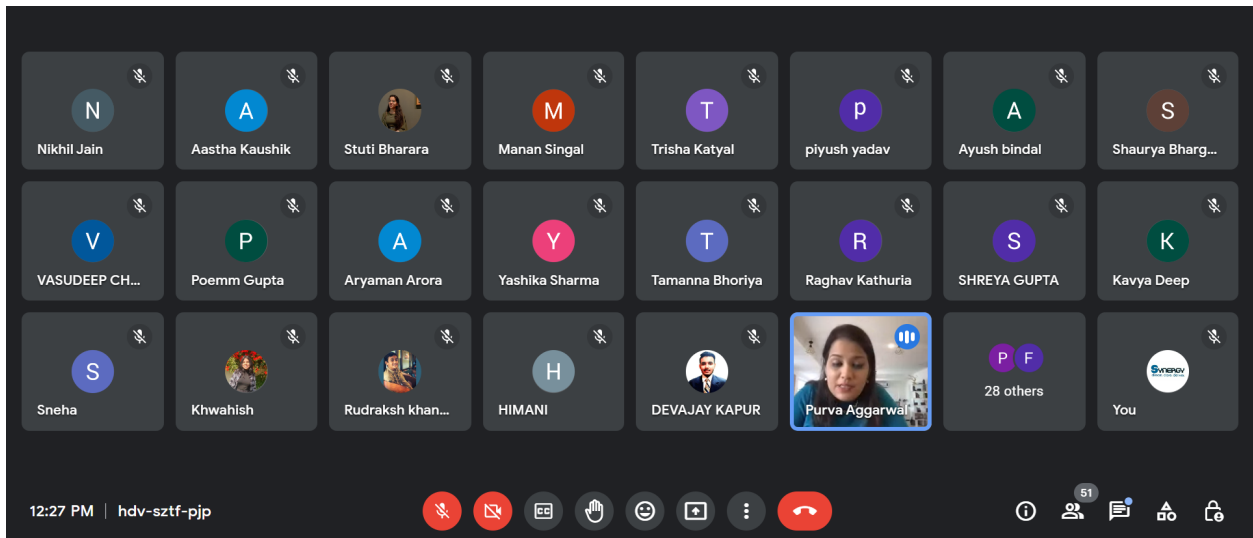 N
A
M
T
p
A
S
Nikhil Jain
Aastha Kaushik
Stuti Bharara
Manan Singal
Trisha Katyal
piyush yadav
Ayush bindal
Shaurya Bharg...
V
P
A
Y
T
R
S
K
VASUDEEP CH...
Poemm Gupta
Aryaman Arora
Yashika Sharma
Tamanna Bhoriya
Raghav Kathuria
SHREYA GUPTA
Kavya Deep
S
H
P F
SYNERGY
Sneha
Khwahish
Rudraksh khan...
HIMANI
DEVAJAY KAPUR
Purva Aggarwal
28 others
You
12:27 PM | hdv-sztf-pjp
CC
51